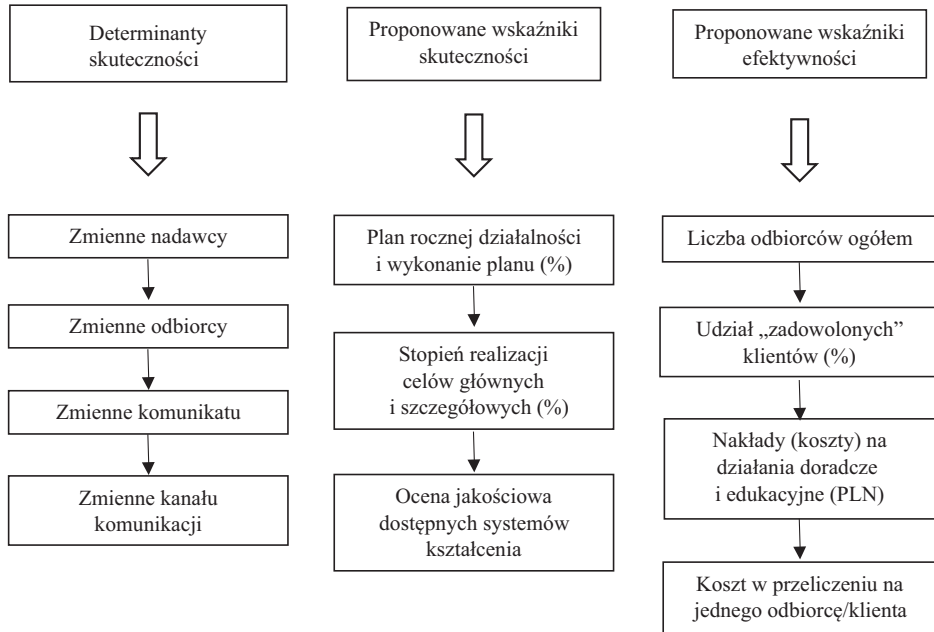 Determinanty
skuteczności
Zmienne nadawcy
Zmienne odbiorcy
Zmienne komunikatu
Zmienne kanału
komunikacji
Proponowane wskaźniki
skuteczności
Plan rocznej działalności
i wykonanie planu (%)
Stopień realizacji
celów głównych
i szczegółowych (%)
Ocena jakościowa
dostępnych systemów
kształcenia
Proponowane wskaźniki
efektywności
Liczba odbiorców ogółem
Udział „zadowolonych”
klientów (%)
Nakłady (koszty) na
działania doradcze
i edukacyjne (PLN)
Koszt w przeliczeniu na
jednego odbiorcę/klienta